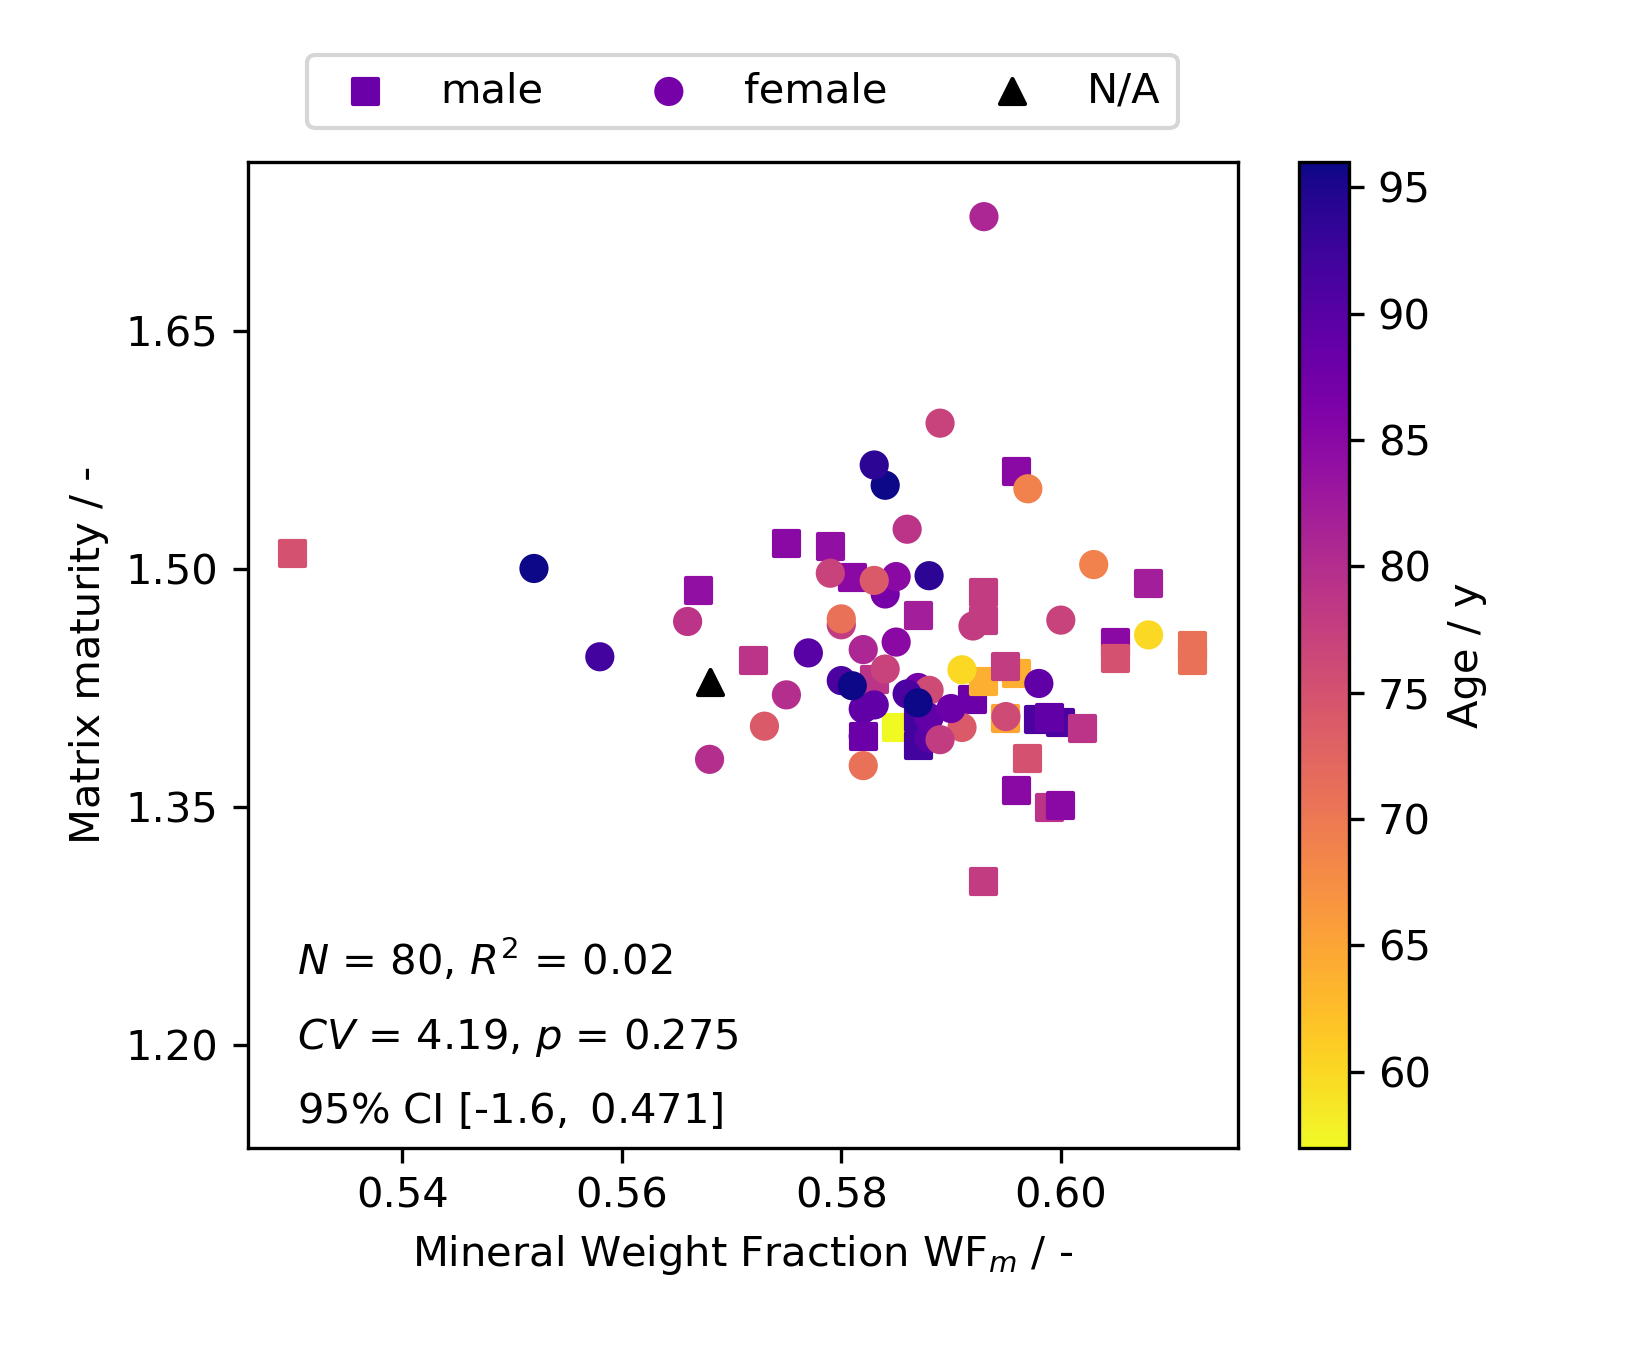 male female N/A
1.65
1.50
1.35
1.20
Matrix maturity / -
N = 80, R² = 0.02
CV = 4.19, p = 0.275
95% CI [-1.6, 0.471]
0.54 0.56 0.58 0.60
Mineral Weight Fraction WFₘ / -
95
90
85
80
75
70
65
60
Age / y